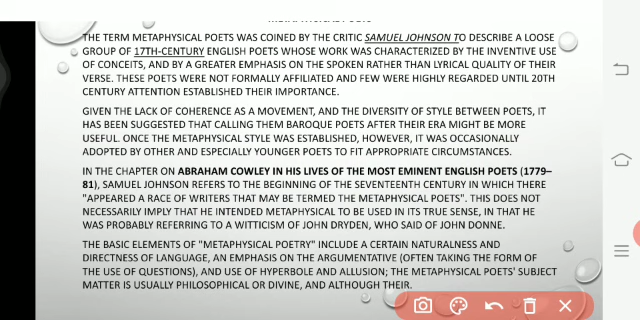 THE TERM METAPHYSICAL POETS WAS COINED BY THE CRITIC SAMUEL JOHNSON TO DESCRIBE A LOOSE
GROUP OF 17TH-CENTURY ENGLISH POETS WHOSE WORK WAS CHARACTERIZED BY THE INVENTIVE USE
OF CONCEITS, AND BY A GREATER EMPHASIS ON THE SPOKEN RATHER THAN LYRICAL QUALITY OF THEIR
VERSE. THESE POETS WERE NOT FORMALLY AFFILIATED AND FEW WERE HIGHLY REGARDED UNTIL 20TH
CENTURY ATTENTION ESTABLISHED THEIR IMPORTANCE.
GIVEN THE LACK OF COHERENCE AS A MOVEMENT, AND THE DIVERSITY OF STYLE BETWEEN POETS, IT
HAS BEEN SUGGESTED THAT CALLING THEM BAROQUE POETS AFTER THEIR ERA MIGHT BE MORE
USEFUL. ONCE THE METAPHYSICAL STYLE WAS ESTABLISHED, HOWEVER, IT WAS OCCASIONALLY
ADOPTED BY OTHER AND ESPECIALLY YOUNGER POETS TO FIT APPROPRIATE CIRCUMSTANCES.
IN THE CHAPTER ON ABRAHAM COWLEY IN HIS LIVES OF THE MOST EMINENT ENGLISH POETS (1779–
81), SAMUEL JOHNSON REFERS TO THE BEGINNING OF THE SEVENTEENTH CENTURY IN WHICH THERE
"APPEARED A RACE OF WRITERS THAT MAY BE TERMED THE METAPHYSICAL POETS". THIS DOES NOT
NECESSARILY IMPLY THAT HE INTENDED METAPHYSICAL TO BE USED IN ITS TRUE SENSE, IN THAT HE
WAS PROBABLY REFERRING TO A WITTICISM OF JOHN DRYDEN, WHO SAID OF JOHN DONNE.
THE BASIC ELEMENTS OF "METAPHYSICAL POETRY" INCLUDE A CERTAIN NATURALNESS AND
DIRECTNESS OF LANGUAGE, AN EMPHASIS ON THE ARGUMENTATIVE (OFTEN TAKING THE FORM OF
THE USE OF QUESTIONS), AND USE OF HYPERBOLE AND ALLUSION; THE METAPHYSICAL POETS' SUBJECT
MATTER IS USUALLY PHILOSOPHICAL OR DIVINE, AND ALTHOUGH THEIR.